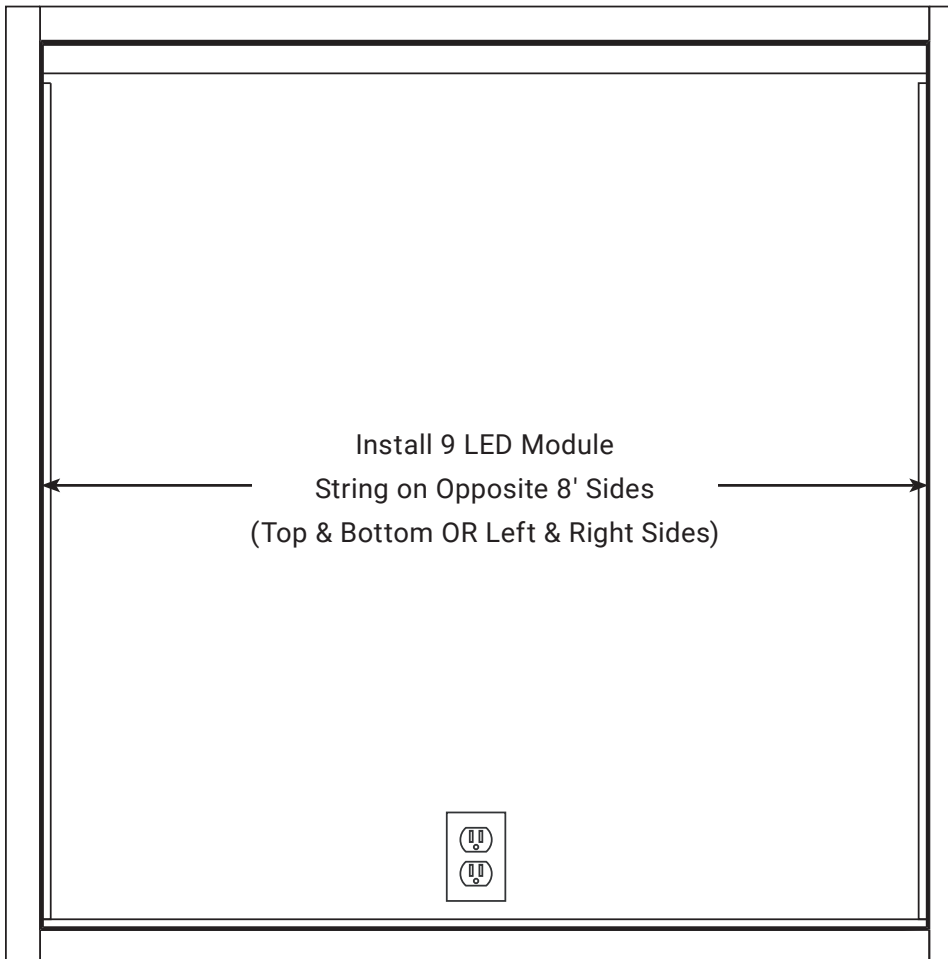 Install 9 LED Module
String on Opposite 8' Sides
(Top & Bottom OR Left & Right Sides)